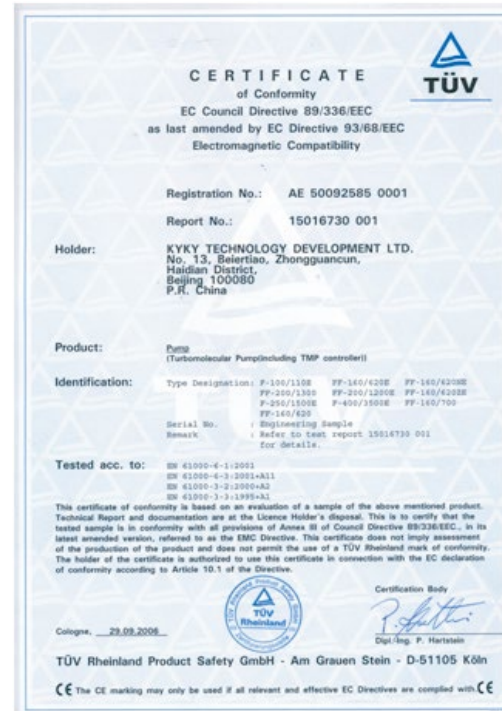 TÜV
CERTIFICATE
of Conformity
EC Council Directive 89/336/EEC
as last amended by EC Directive 93/68/EEC
Electromagnetic Compatibility
Registration No.: AE 50092585 0001
Report No.: 15016730 001
Holder: KYKY TECHNOLOGY DEVELOPMENT LTD.
No. 13, Beiertiao, Zhongguancun,
Haidian District,
Beijing 100080
P.R. China
Product: Pump
(Turbomolecular Pump(including TMP controller))
Identification: Type Designation: F-100/110E FF-160/620E FF-160/620NE
FF-200/1300 FF-200/1200E FF-160/620ZE
F-250/1500E F-400/3500E FF-160/700
FF-160/620
Serial No. : Engineering Sample
Remark : Refer to test report 15016730 001
for details.
Tested acc. to: EN 61000-6-1:2001
EN 61000-6-3:2001+A11
EN 61000-3-2:2000+A2
EN 61000-3-3:1995+A1
This certificate of conformity is based on an evaluation of a sample of the above mentioned product.
Technical Report and documentation are at the Licence Holder's disposal. This is to certify that the
tested sample is in conformity with all provisions of Annex III of Council Directive 89/336/EEC., in its
latest amended version, referred to as the EMC Directive. This certificate does not imply assessment
of the production of the product and does not permit the use of a TÜV Rheinland mark of conformity.
The holder of the certificate is authorized to use this certificate in connection with the EC declaration
of conformity according to Article 10.1 of the Directive.
Certification Body
TÜV
Rheinland
Cologne, 29.09.2006
Dipl.-Ing. P. Hartstein
TÜV Rheinland Product Safety GmbH - Am Grauen Stein - D-51105 Köln
CE The CE marking may only be used if all relevant and effective EC Directives are complied with. CE